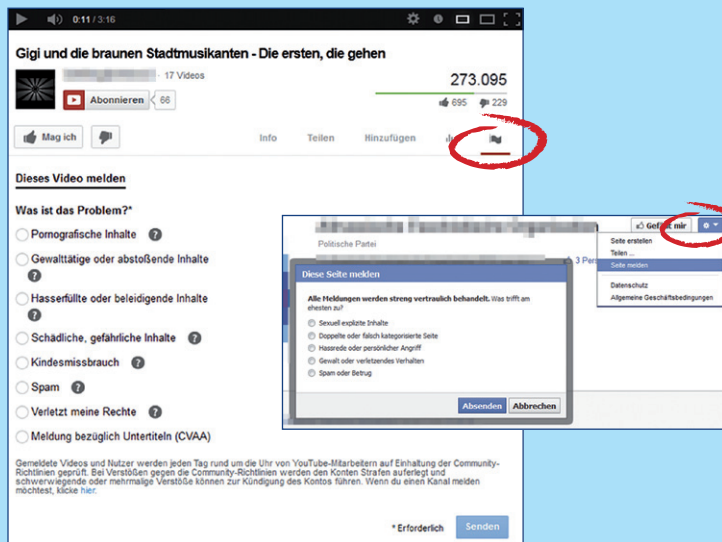 0:11 / 3:16
Gigi und die braunen Stadtmusikanten - Die ersten, die gehen
· 17 Videos
Abonnieren 66
273.095
695 229
Mag ich
Info Teilen Hinzufügen
Dieses Video melden
Was ist das Problem?*
Pornografische Inhalte ?
Gewalttätige oder abstoßende Inhalte
?
Hasserfüllte oder beleidigende Inhalte
?
Schädliche, gefährliche Inhalte ?
Kindesmissbrauch ?
Spam ?
Verletzt meine Rechte ?
Meldung bezüglich Untertiteln (CVAA)
Gemeldete Videos und Nutzer werden jeden Tag rund um die Uhr von YouTube-Mitarbeitern auf Einhaltung der Community-
Richtlinien geprüft. Bei Verstößen gegen die Community-Richtlinien werden den Konten Strafen auferlegt und
schwerwiegende oder mehrmalige Verstöße können zur Kündigung des Kontos führen. Wenn du einen Kanal melden
möchtest, klicke hier.
* Erforderlich Senden
Gefällt mir
Politische Partei
3
Seite erstellen
Teilen ...
Seite melden
Datenschutz
Allgemeine Geschäftsbedingungen
Diese Seite melden
Alle Meldungen werden streng vertraulich behandelt. Was trifft am
ehesten zu?
Sexuell explizite Inhalte
Doppelte oder falsch kategorisierte Seite
Hassrede oder persönlicher Angriff
Gewalt oder verletzendes Verhalten
Spam oder Betrug
Absenden Abbrechen